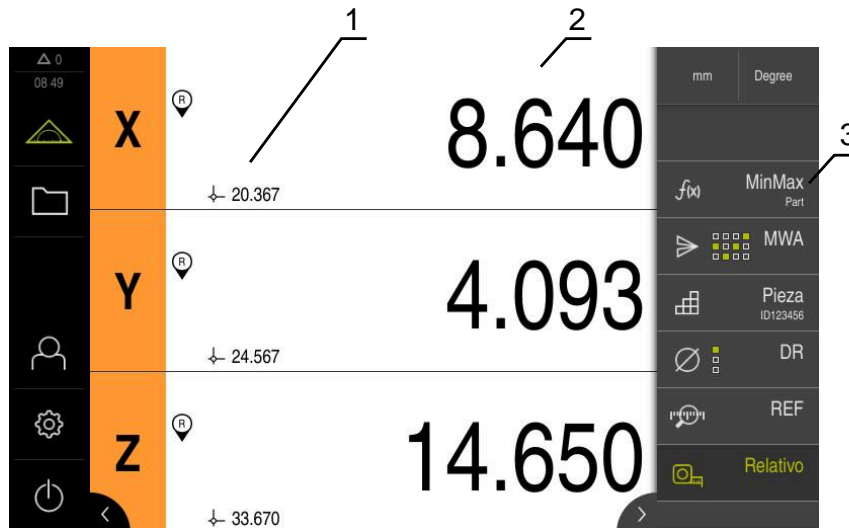 1
2
3
△ 0
08 49
X
R
8.640
20.367
Y
R
4.093
24.567
Z
R
14.650
33.670
mm
Degree
f(x)
MinMax
Part
MWA
Pieza
ID123456
DR
REF
Relativo